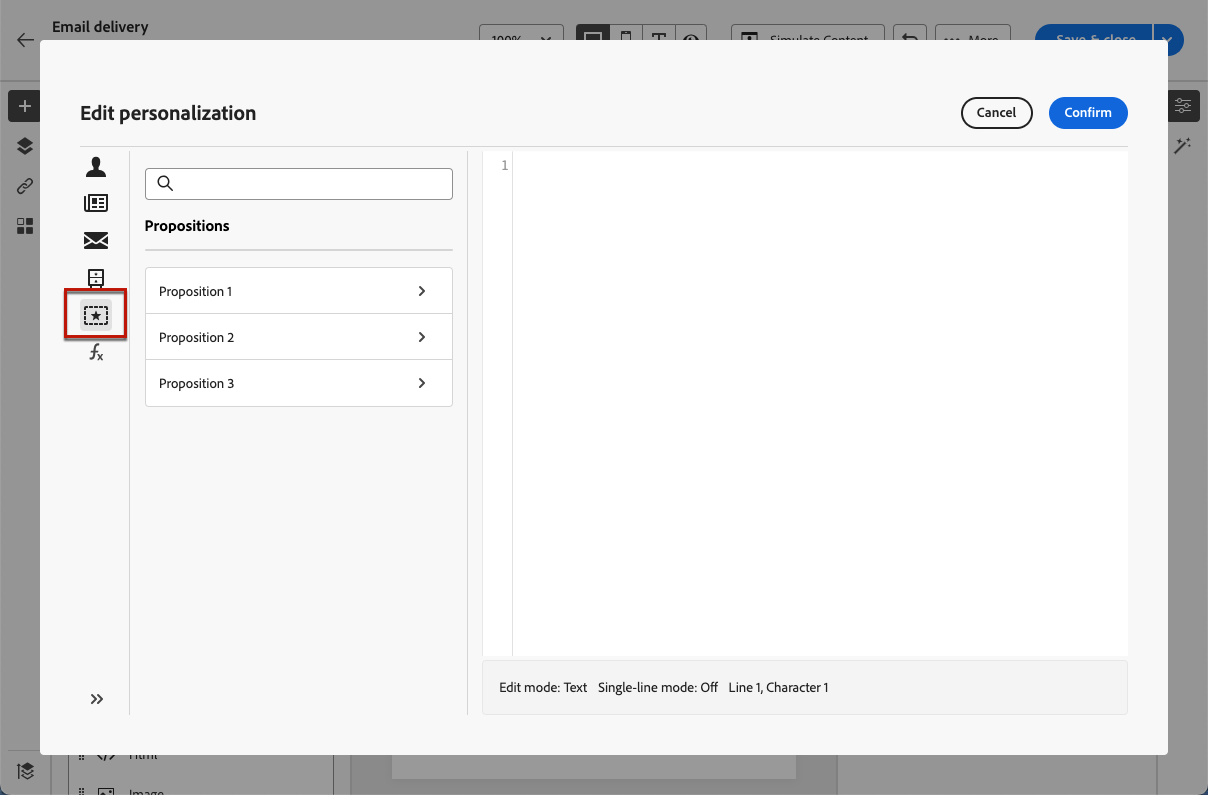 Email delivery
100%
Simulate Content
More
Save & close
Edit personalization
Cancel
Confirm
Propositions
Proposition 1
Proposition 2
Proposition 3
fx
1
Edit mode: Text Single-line mode: Off Line 1, Character 1
Html
Image